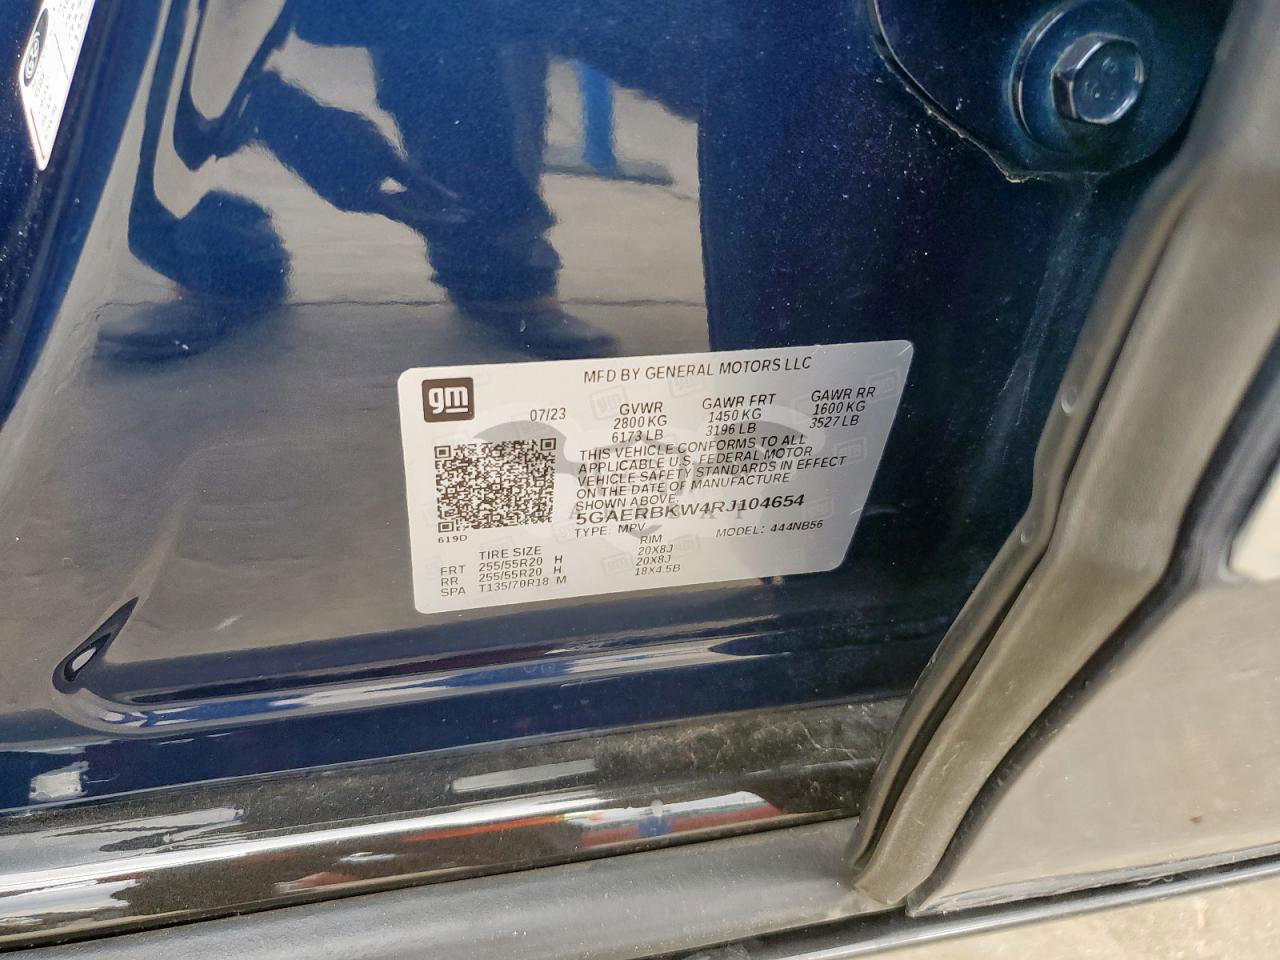 MFD BY GENERAL MOTORS LLC
gm
07/23
GVWR GAWR FRT GAWR RR
2800 KG 1450 KG 1600 KG
6173 LB 3196 LB 3527 LB
THIS VEHICLE CONFORMS TO ALL
APPLICABLE U.S. FEDERAL MOTOR
VEHICLE SAFETY STANDARDS IN EFFECT
ON THE DATE OF MANUFACTURE
SHOWN ABOVE.
5GAERBKW4RJ104654
TYPE: MPV MODEL: 444NB56
619D
TIRE SIZE RIM
FRT 255/55R20 H 20X8J
RR 255/55R20 H 20X8J
SPA T135/70R18 M 18X4.5B